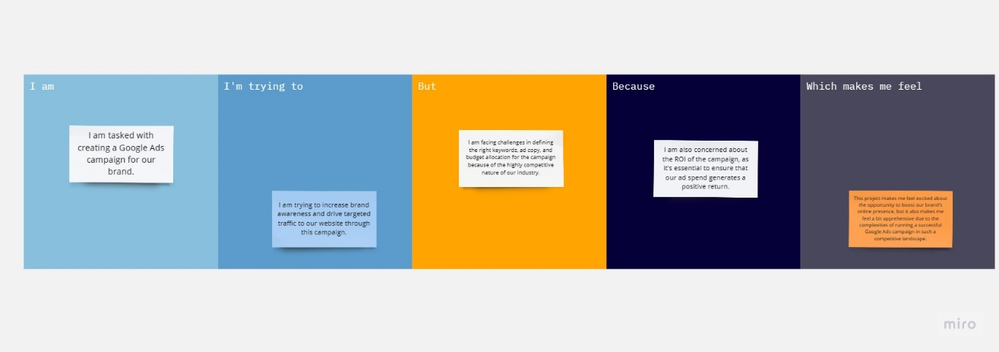 I am
I'm trying to
But
Because
Which makes me feel
I am tasked with
creating a Google Ads
campaign for our
brand.
I am trying to increase brand
awareness and drive targeted
traffic to our website through
this campaign.
I am facing challenges in defining
the right keywords, ad copy, and
budget allocation for the campaign
because of the highly competitive
nature of our industry.
I am also concerned about
the ROI of the campaign, as
it's essential to ensure that
our ad spend generates a
positive return.
This project makes me feel excited about
the opportunity to boost our brand's
online presence, but it also makes me
feel a bit apprehensive due to the
complexities of running a successful
Google Ads campaign in such a
competitive landscape.
miro